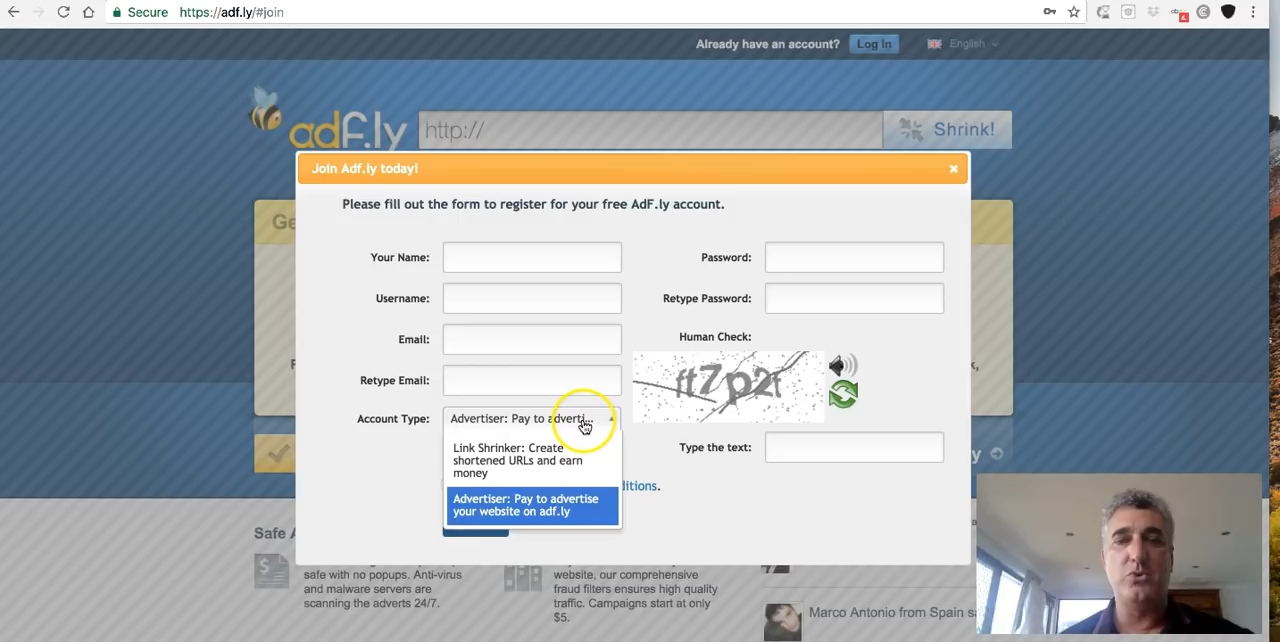 Secure https://adf.ly/#join
Already have an account? Log In English
adf.ly http:// Shrink!
Join Adf.ly today! ×
Please fill out the form to register for your free AdF.ly account.
Your Name: Password:
Username: Retype Password:
Email: Human Check:
Retype Email: ft7p2t
Account Type: Advertiser: Pay to adverti...
Link Shrinker: Create
shortened URLs and earn
money
Type the text:
Advertiser: Pay to advertise
your website on adf.ly
ditions.
Safe
safe with no popups. Anti-virus
and malware servers are
scanning the adverts 24/7.
website, our comprehensive
fraud filters ensures high quality
traffic. Campaigns start at only
$5.
Marco Antonio from Spain